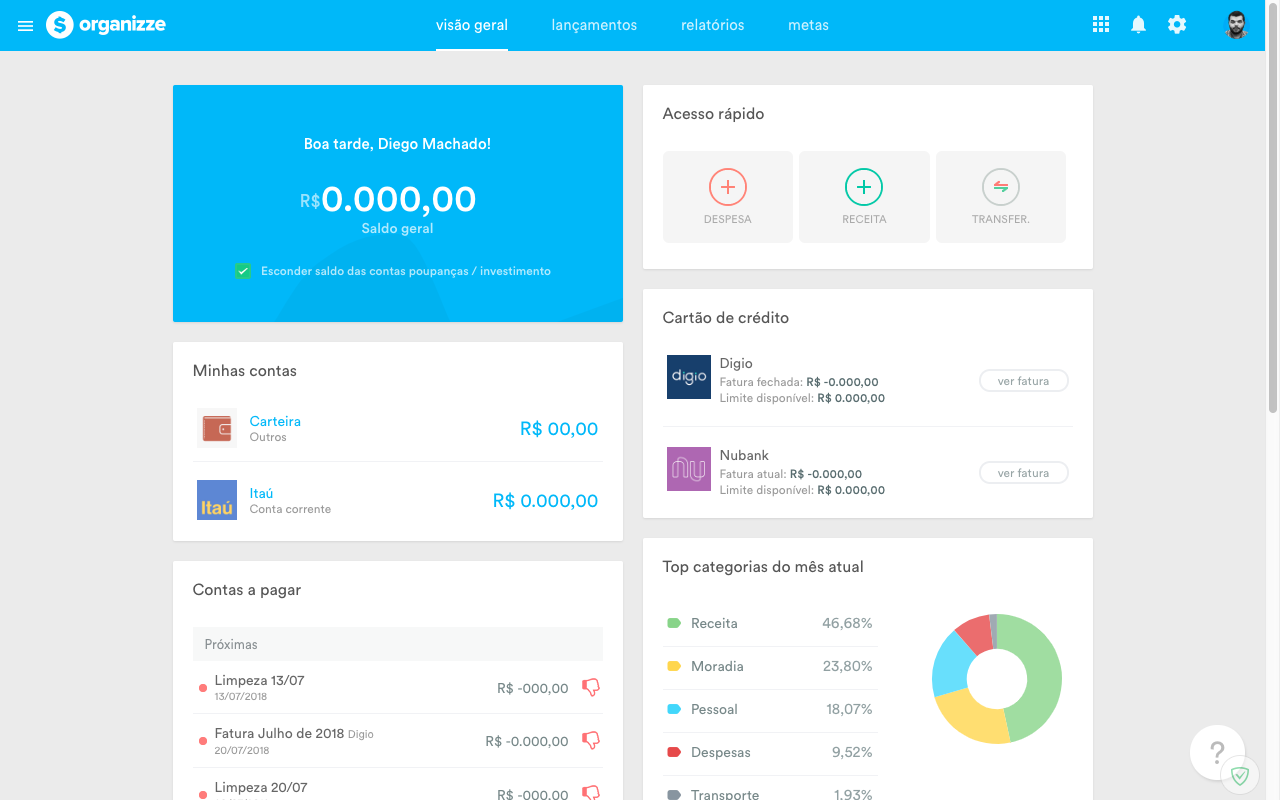 organizze
visão geral
lançamentos
relatórios
metas
Boa tarde, Diego Machado!
R$0.000,00
Saldo geral
Esconder saldo das contas poupanças / investimento
Minhas contas
Carteira
Outros
R$ 00,00
Itaú
Itaú
Conta corrente
R$ 0.000,00
Contas a pagar
Próximas
Limpeza 13/07
13/07/2018
R$ -000,00
Fatura Julho de 2018 Digio
20/07/2018
R$ -0.000,00
Limpeza 20/07
R$ -000,00
Acesso rápido
DESPESA
RECEITA
TRANSFER.
Cartão de crédito
digio
Digio
Fatura fechada: R$ -0.000,00
Limite disponível: R$ 0.000,00
ver fatura
nu
Nubank
Fatura atual: R$ -0.000,00
Limite disponível: R$ 0.000,00
ver fatura
Top categorias do mês atual
Receita 46,68%
Moradia 23,80%
Pessoal 18,07%
Despesas 9,52%
Transporte 1,93%
?